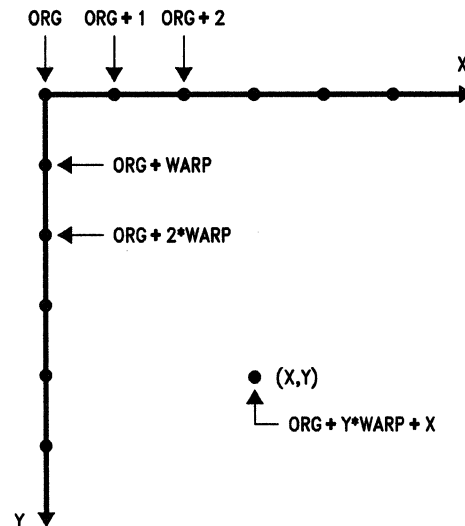 ORG
ORG + 1
ORG + 2
X
ORG + WARP
ORG + 2*WARP
(X,Y)
ORG + Y*WARP + X
Y